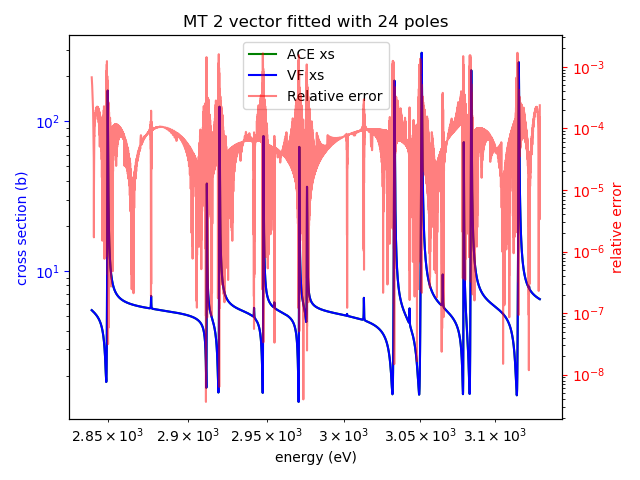 MT 2 vector fitted with 24 poles
ACE xs
VF xs
Relative error
cross section (b)
10²
10¹
relative error
10⁻³
10⁻⁴
10⁻⁵
10⁻⁶
10⁻⁷
10⁻⁸
2.85 × 10³ 2.9 × 10³ 2.95 × 10³ 3 × 10³ 3.05 × 10³ 3.1 × 10³
energy (eV)